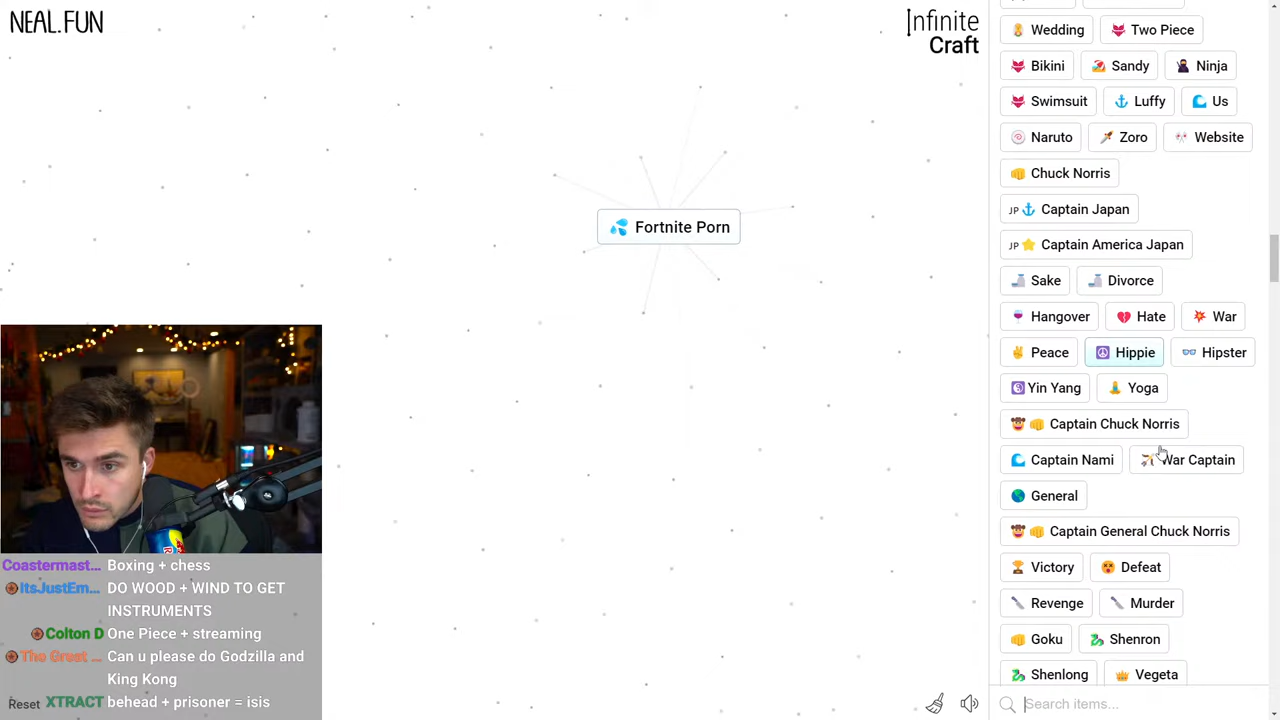 NEAL.FUN
Infinite
Craft
Fortnite Porn
Wedding Two Piece
Bikini Sandy Ninja
Swimsuit Luffy Us
Naruto Zoro Website
Chuck Norris
JP Captain Japan
JP Captain America Japan
Sake Divorce
Hangover Hate War
Peace Hippie Hipster
Yin Yang Yoga
Captain Chuck Norris
Captain Nami War Captain
General
Captain General Chuck Norris
Victory Defeat
Revenge Murder
Goku Shenron
Shenlong Vegeta
Search items...
Coastermast... Boxing + chess
ItsJustEm... DO WOOD + WIND TO GET
INSTRUMENTS
Colton D One Piece + streaming
The Great ... Can u please do Godzilla and
King Kong
XTRACT behead + prisoner = isis
Reset